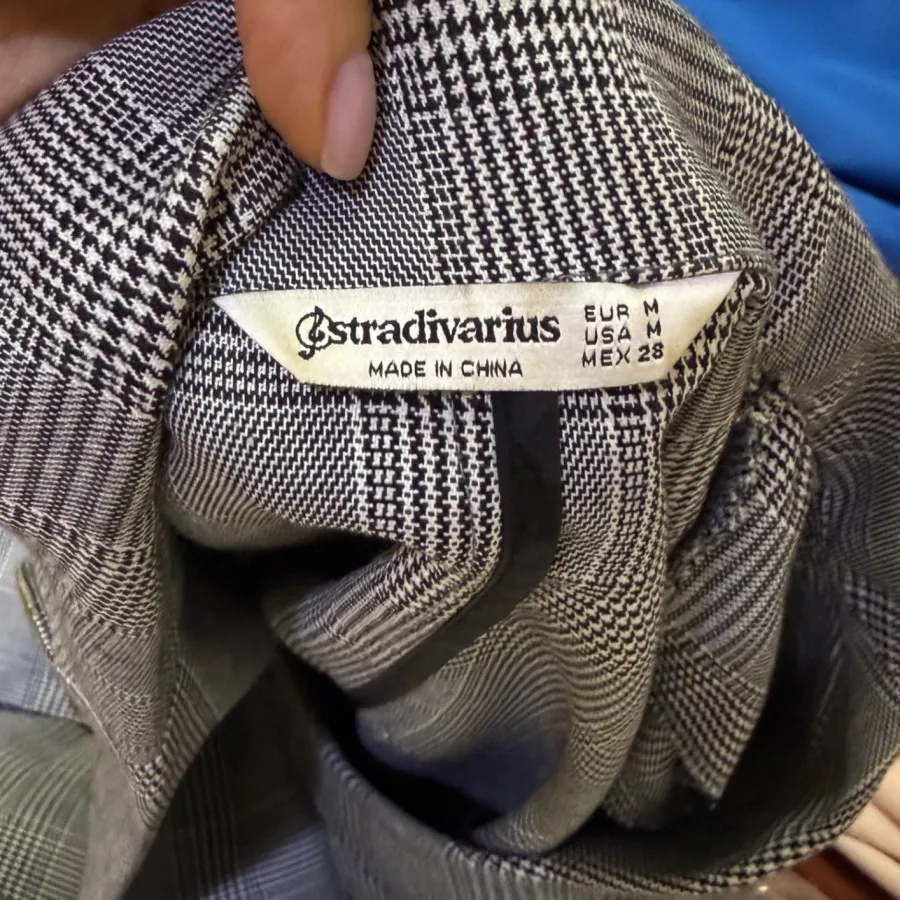 stradivarius
MADE IN CHINA
EUR M
USA M
MEX 28